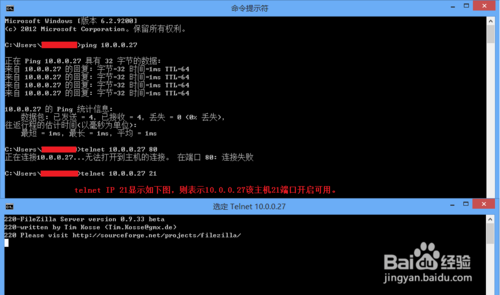 命令提示符
Microsoft Windows [版本 6.2.9200]
(c) 2012 Microsoft Corporation。保留所有权利。
C:\Users\>ping 10.0.0.27
正在 Ping 10.0.0.27 具有 32 字节的数据:
来自 10.0.0.27 的回复: 字节=32 时间=1ms TTL=64
来自 10.0.0.27 的回复: 字节=32 时间=1ms TTL=64
来自 10.0.0.27 的回复: 字节=32 时间=1ms TTL=64
来自 10.0.0.27 的回复: 字节=32 时间=1ms TTL=64
10.0.0.27 的 Ping 统计信息:
数据包: 已发送 = 4，已接收 = 4，丢失 = 0 (0% 丢失)，
往返行程的估计时间(以毫秒为单位):
最短 = 1ms，最长 = 1ms，平均 = 1ms
C:\Users\>telnet 10.0.0.27 80
正在连接10.0.0.27...无法打开到主机的连接。 在端口 80: 连接失败
C:\Users\>telnet 10.0.0.27 21
telnet IP 21显示如下图，则表示10.0.0.27该主机21端口开启可用。
选定 Telnet 10.0.0.27
220-FileZilla Server version 0.9.33 beta
220-written by Tim Kosse (Tim.Kosse@gmx.de)
220 Please visit http://sourceforge.net/projects/filezilla/
Baidu 经验
jingyan.baidu.com